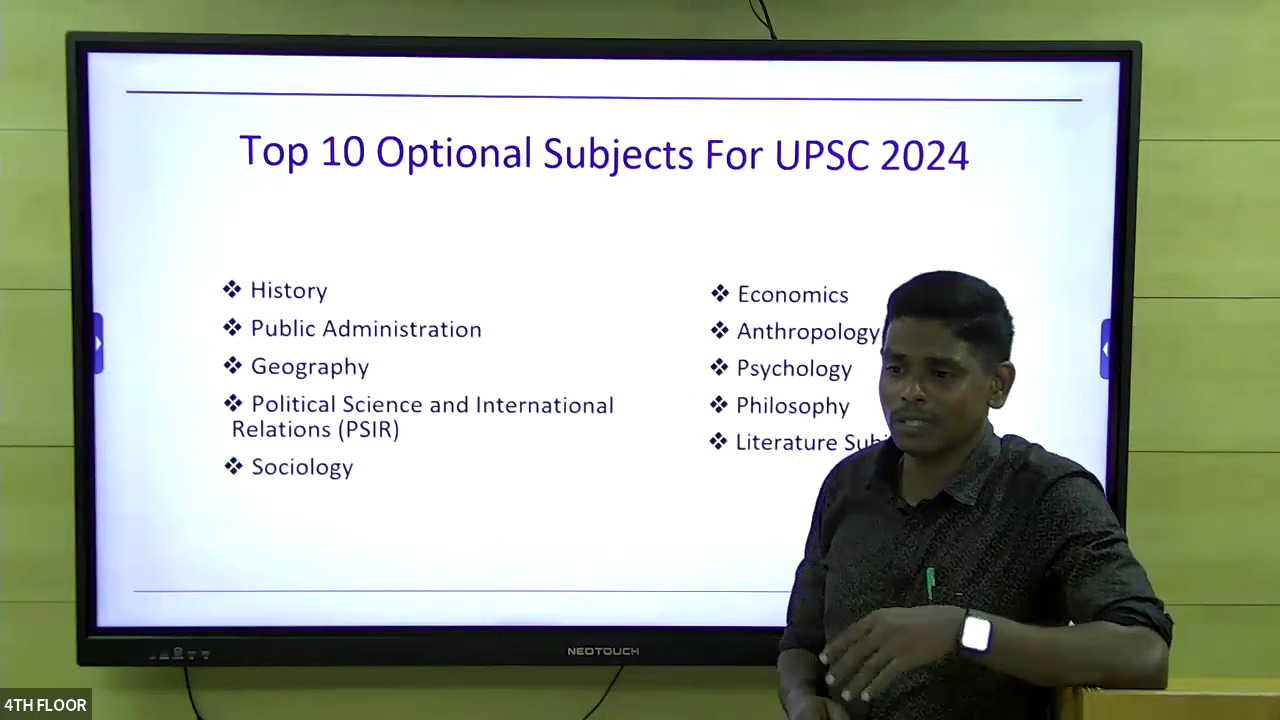 Top 10 Optional Subjects For UPSC 2024
❖ History
❖ Public Administration
❖ Geography
❖ Political Science and International
Relations (PSIR)
❖ Sociology
❖ Economics
❖ Anthropology
❖ Psychology
❖ Philosophy
❖ Literature
NEOTOUCH
4TH FLOOR